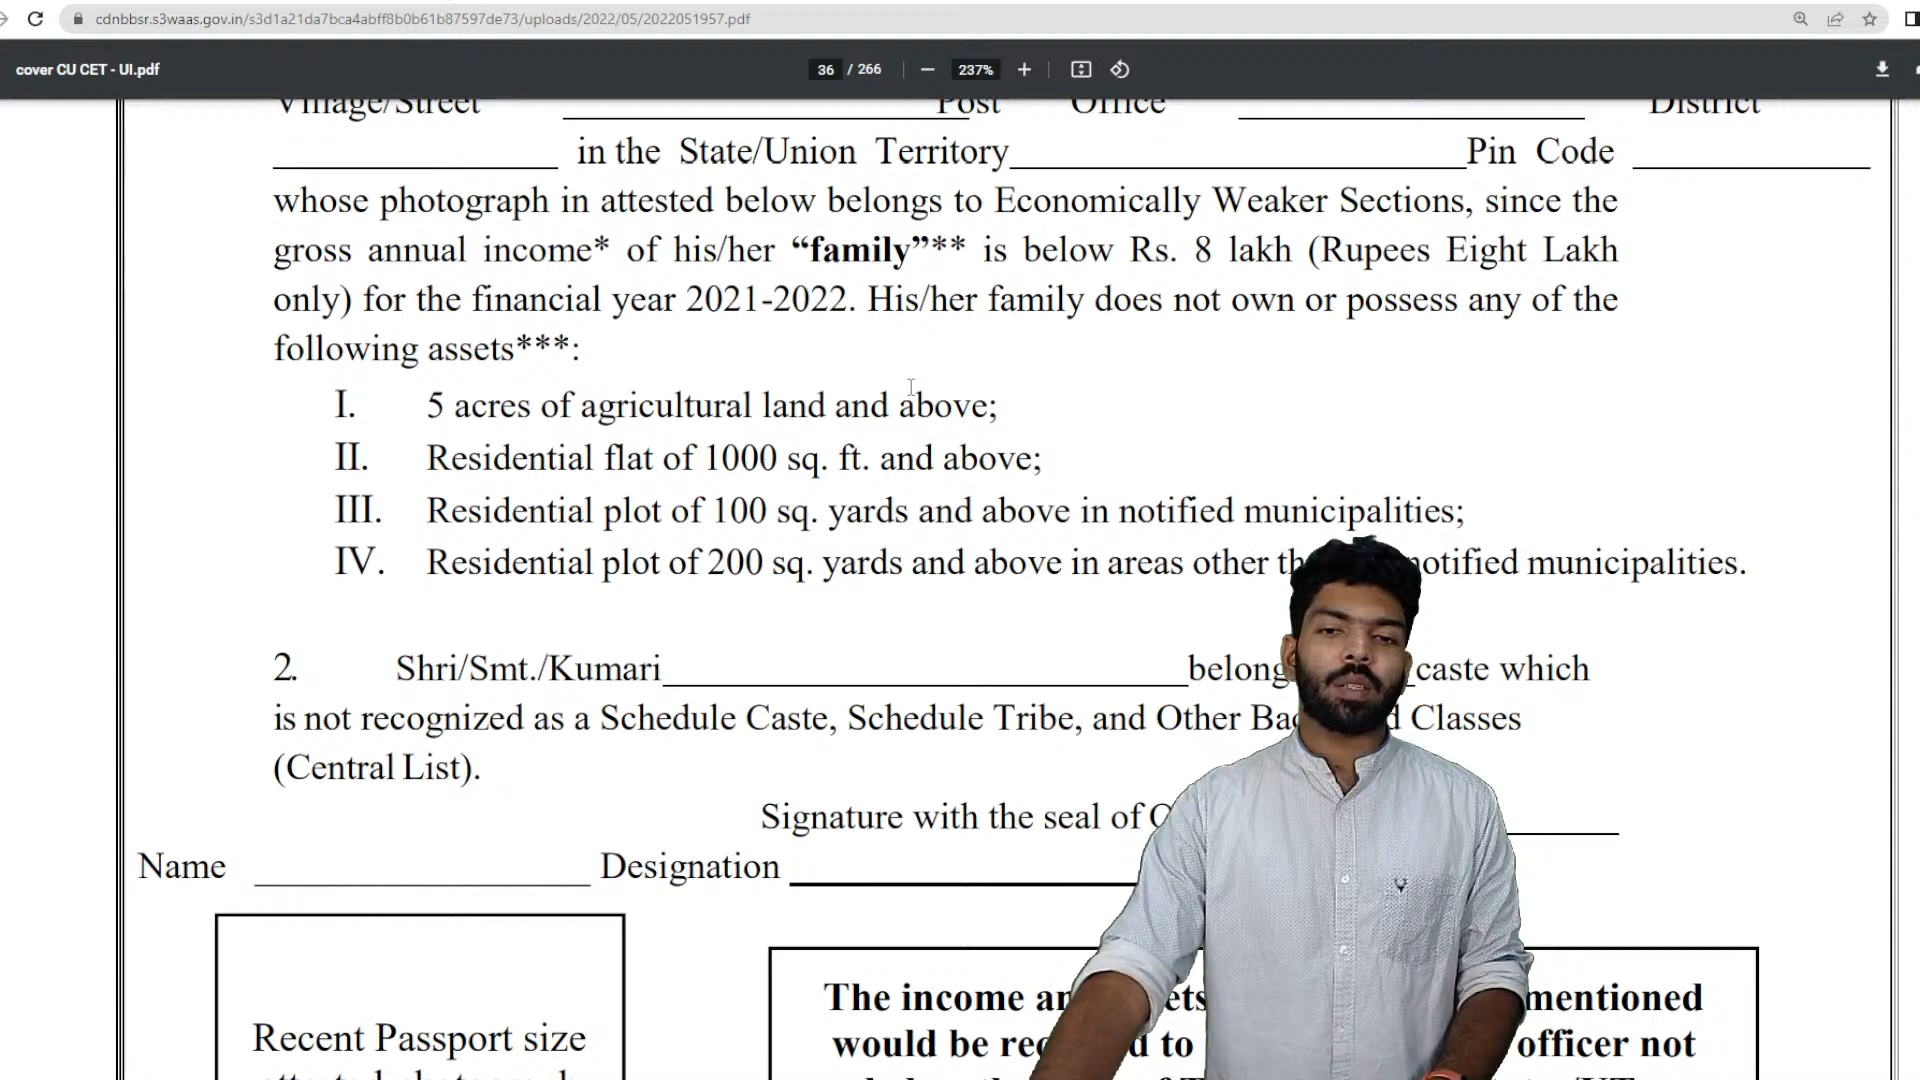 cdnbbsr.s3waas.gov.in/s3d1a21da7bca4abff8b0b61b87597de73/uploads/2022/05/2022051957.pdf
cover CU CET - UI.pdf 36 / 266 237%
Village/Street Post Office District
in the State/Union Territory Pin Code
whose photograph in attested below belongs to Economically Weaker Sections, since the
gross annual income* of his/her “family”** is below Rs. 8 lakh (Rupees Eight Lakh
only) for the financial year 2021-2022. His/her family does not own or possess any of the
following assets***:
I. 5 acres of agricultural land and above;
II. Residential flat of 1000 sq. ft. and above;
III. Residential plot of 100 sq. yards and above in notified municipalities;
IV. Residential plot of 200 sq. yards and above in areas other notified municipalities.
2. Shri/Smt./Kumari belong caste which
is not recognized as a Schedule Caste, Schedule Tribe, and Other Classes
(Central List).
Signature with the seal of
Name Designation
The income mentioned
Recent Passport size
would be to officer not